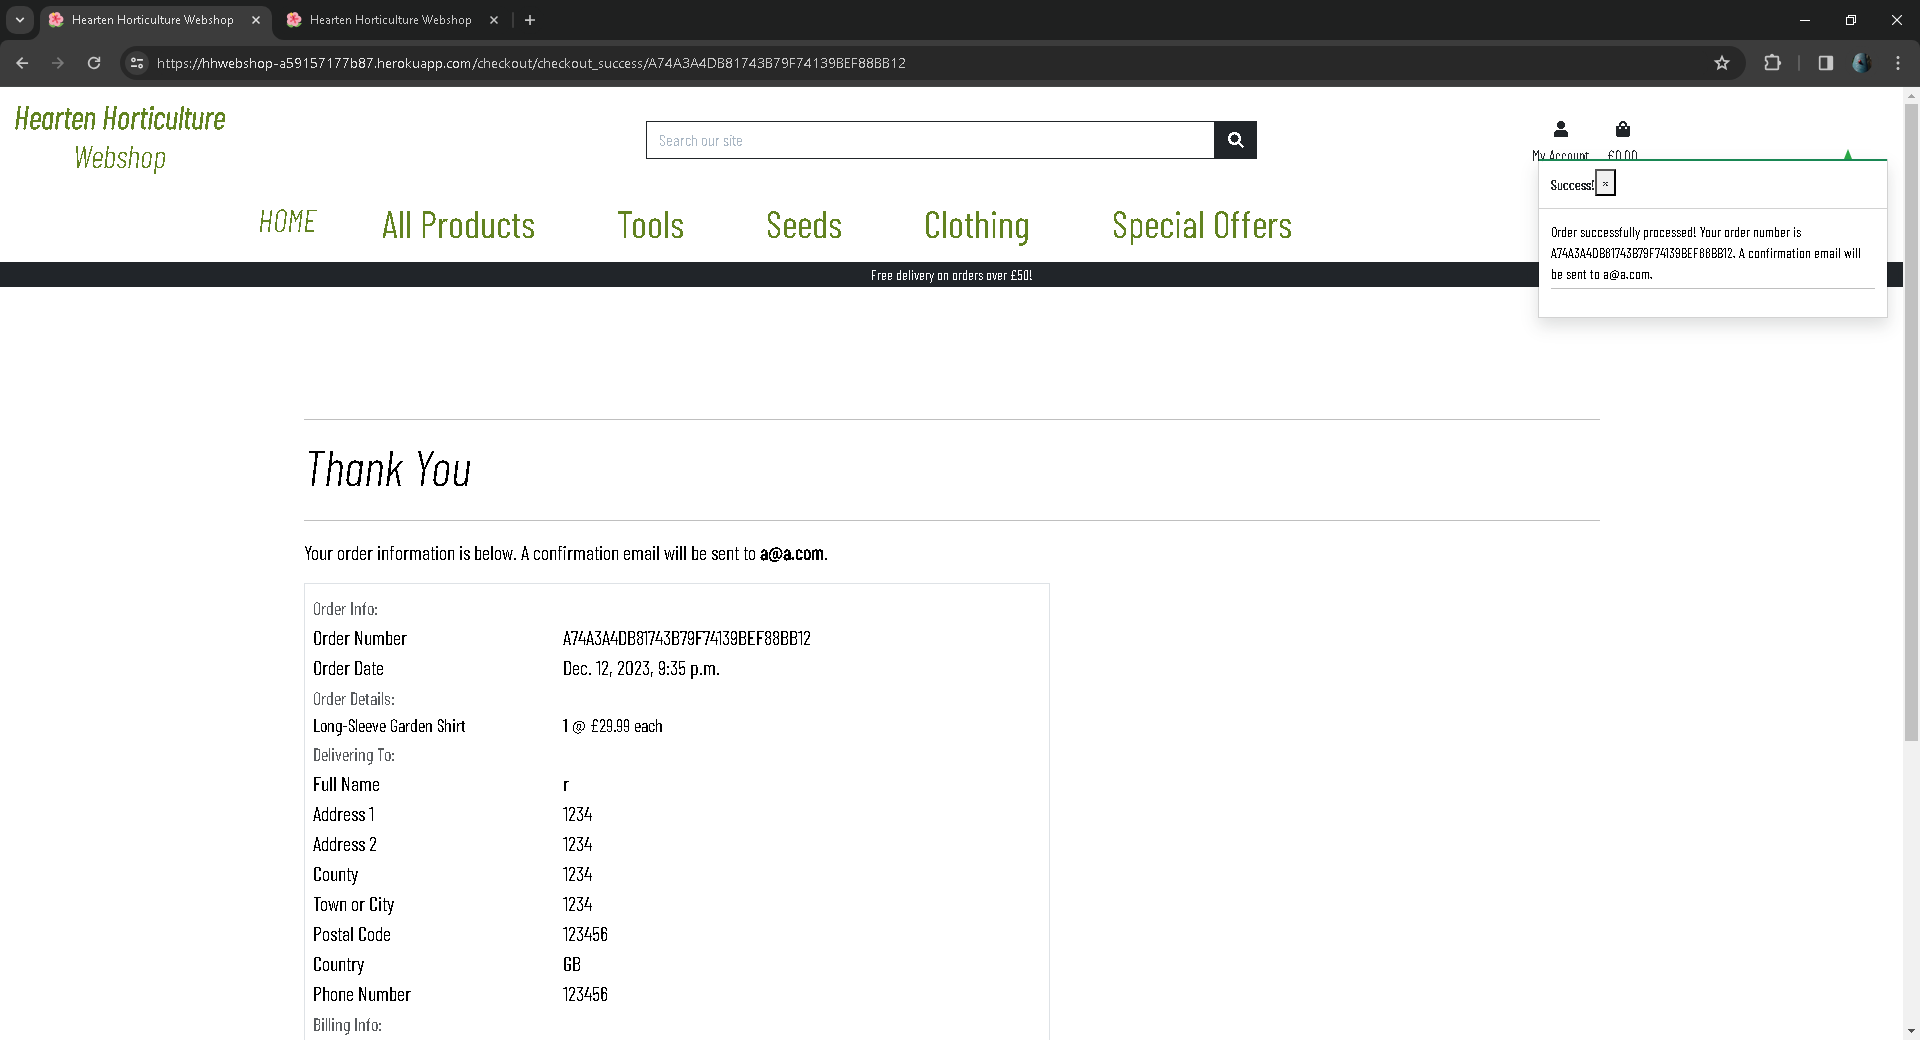 Hearten Horticulture Webshop
Hearten Horticulture Webshop
https://hhwebshop-a59157177b87.herokuapp.com/checkout/checkout_success/A74A3A4DB81743B79F74139BEF88BB12
Hearten Horticulture
Webshop
Search our site
My Account £0.00
HOME All Products Tools Seeds Clothing Special Offers
Free delivery on orders over £50!
Success! ×
Order successfully processed! Your order number is
A74A3A4DB81743B79F74139BEF88BB12. A confirmation email will
be sent to a@a.com.
Thank You
Your order information is below. A confirmation email will be sent to a@a.com.
Order Info:
Order Number A74A3A4DB81743B79F74139BEF88BB12
Order Date Dec. 12, 2023, 9:35 p.m.
Order Details:
Long-Sleeve Garden Shirt 1 @ £29.99 each
Delivering To:
Full Name r
Address 1 1234
Address 2 1234
County 1234
Town or City 1234
Postal Code 123456
Country GB
Phone Number 123456
Billing Info: